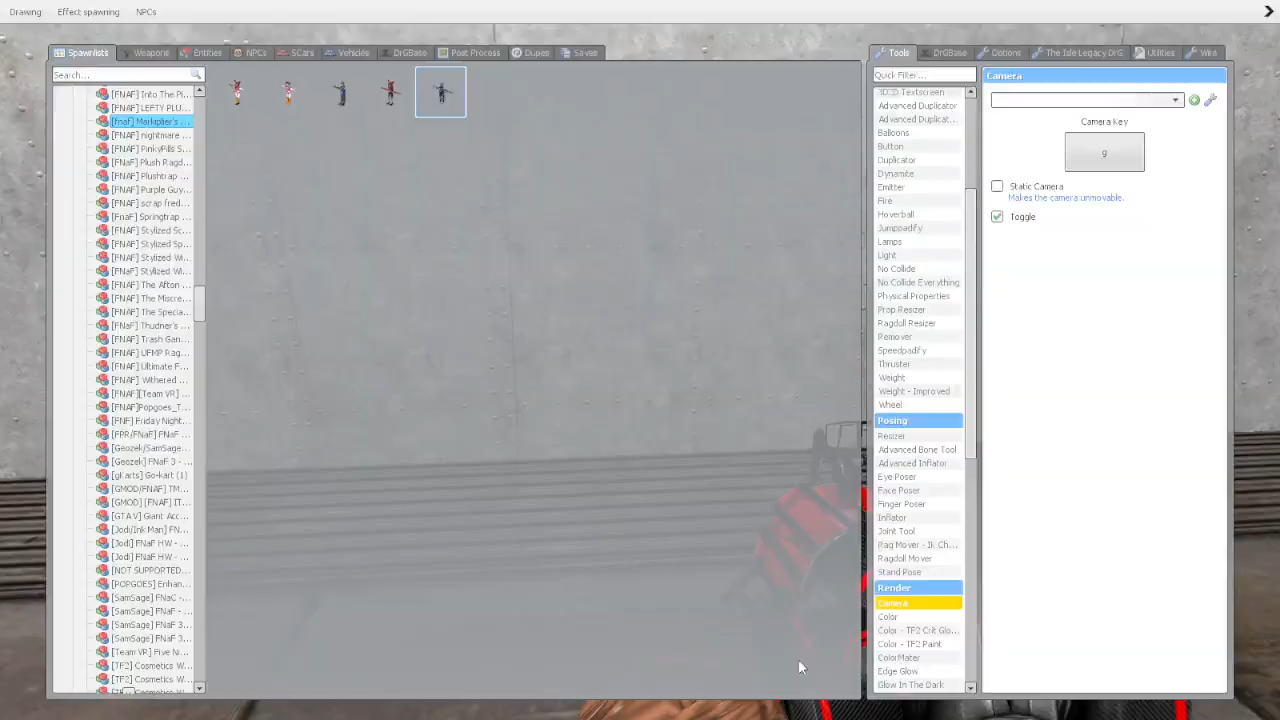 Drawing Effect spawning NPCs
Spawnlists Weapons Entities NPCs SCars Vehicles DrGBase Post Process Dupes Saves
Search...
[FNAF] Into The Pi...
[FNAF] LEFTY PLU...
[fnaf] Markiplier's ...
[FNAF] nightmare ...
[FNAF] PinkyPills S...
[FNaF] Plush Ragd...
[FNAF] Plushtrap ...
[FNAF] Purple Guy...
[FNAF] scrap fred...
[FnaF] Springtrap ...
[FNAF] Stylized Sc...
[FNAF] Stylized Sp...
[FNAF] Stylized Wi...
[FNaF] Stylized Wi...
[FNAF] The Afton ...
[FNAF] The Miscre...
[FNAF] The Specia...
[FNaF] Thudner's ...
[FNAF] Trash Gan...
[FNAF] UFMP Rag...
[FNAF] Ultimate F...
[FNAF] Withered ...
[FNAF][Team VR] ...
[FNAF]Popgoes_T...
[FNF] Friday Night...
[FPR/FNaF] FNaF ...
[Geozek/SamSage...
[Geozek] FNaF 3 - ...
[gKarts] Go-kart (1)
[GMOD/FNAF] TM...
[GMOD] [FNAF] IT...
[GTA V] Giant Acc...
[Jodi/Ink Man] FN...
[Jodi] FNaF HW - ...
[Jodi] FNaF HW - ...
[NOT SUPPORTED...
[POPGOES] Enhan...
[SamSage] FNaC - ...
[SamSage] FNaF - ...
[SamSage] FNaF 3...
[SamSage] FNaF 3...
[Team VR] Five Ni...
[TF2] Cosmetics W...
Tools DrGBase Options The Isle Legacy DrG Utilities Wire
Quick Filter...
3D2D Textscreen
Advanced Duplicator
Advanced Duplicat...
Balloons
Button
Duplicator
Dynamite
Emitter
Fire
Hoverball
Jumppadify
Lamps
Light
No Collide
No Collide Everything
Physical Properties
Prop Resizer
Ragdoll Resizer
Remover
Speedpadify
Thruster
Weight
Weight - Improved
Wheel
Posing
Resizer
Advanced Bone Tool
Advanced Inflator
Eye Poser
Face Poser
Finger Poser
Inflator
Joint Tool
Rag Mover - Ik Ch...
Ragdoll Mover
Stand Pose
Render
Camera
Color
Color - TF2 Crit Glo...
Color - TF2 Paint
ColorMater
Edge Glow
Glow In The Dark
Camera
Camera Key
g
Static Camera
Makes the camera unmovable.
Toggle